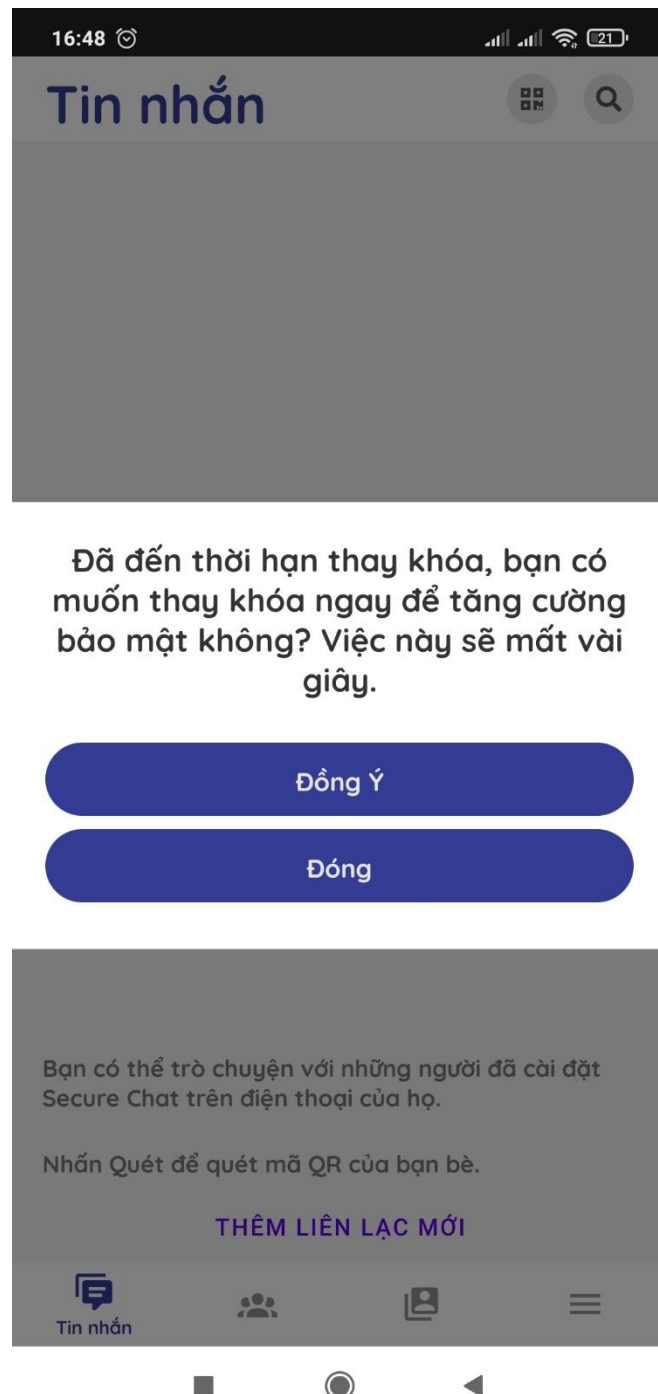 16:48
21
Tin nhắn
Đã đến thời hạn thay khóa, bạn có
muốn thay khóa ngay để tăng cường
bảo mật không? Việc này sẽ mất vài
giây.
Đồng Ý
Đóng
Bạn có thể trò chuyện với những người đã cài đặt
Secure Chat trên điện thoại của họ.
Nhấn Quét để quét mã QR của bạn bè.
THÊM LIÊN LẠC MỚI
Tin nhắn